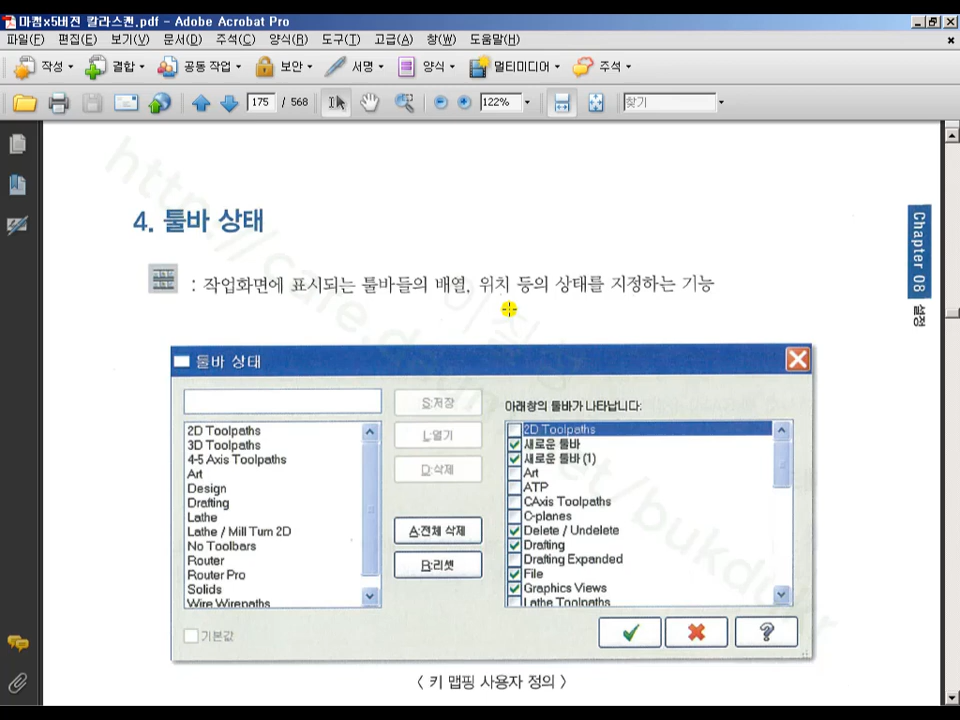 마컴x5버전 칼라스캔.pdf - Adobe Acrobat Pro
파일(F) 편집(E) 보기(V) 문서(D) 주석(C) 양식(R) 도구(T) 고급(A) 창(W) 도움말(H)
작성 결합 공동 작업 보안 서명 양식 멀티미디어 주석
175 / 568 122% 찾기
4. 툴바 상태
: 작업화면에 표시되는 툴바들의 배열, 위치 등의 상태를 지정하는 기능
Chapter 08
설정
툴바 상태
S:저장
L:열기
D:삭제
A:전체 삭제
R:리셋
2D Toolpaths
3D Toolpaths
4-5 Axis Toolpaths
Art
Design
Drafting
Lathe
Lathe / Mill Turn 2D
No Toolbars
Router
Router Pro
Solids
Wire Wirepaths
기본값
아래창의 툴바가 나타납니다:
2D Toolpaths
새로운 툴바
새로운 툴바 (1)
Art
ATP
CAxis Toolpaths
C-planes
Delete / Undelete
Drafting
Drafting Expanded
File
Graphics Views
Lathe Toolpaths
〈 키 맵핑 사용자 정의 〉